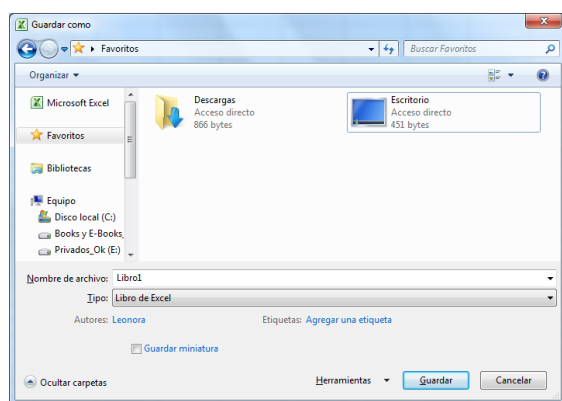 Guardar como
Favoritos
Buscar Favoritos
Organizar
Microsoft Excel
Favoritos
Bibliotecas
Equipo
Disco local (C:)
Books y E-Books,
Privados_Ok (E:)
Descargas
Acceso directo
866 bytes
Escritorio
Acceso directo
451 bytes
Nombre de archivo: Libro1
Tipo: Libro de Excel
Autores: Leonora Etiquetas: Agregar una etiqueta
Guardar miniatura
Ocultar carpetas Herramientas Guardar Cancelar